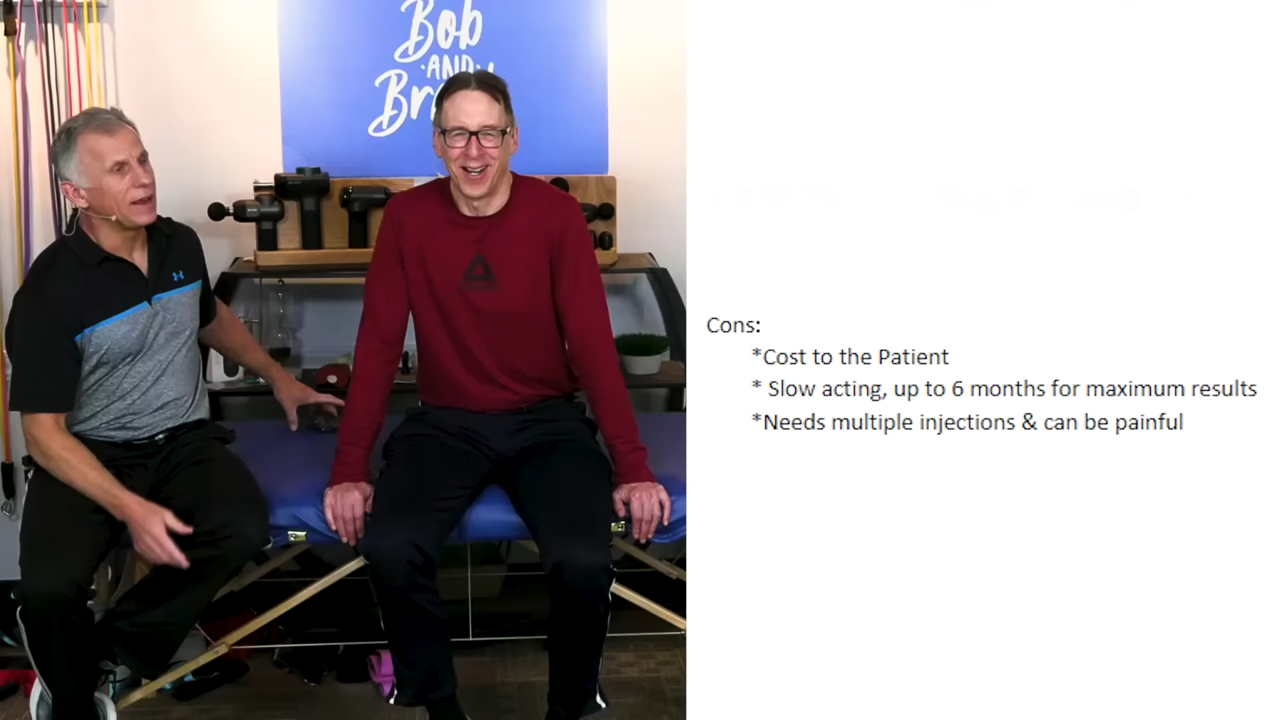 Bob
AND
Cons:
*Cost to the Patient
* Slow acting, up to 6 months for maximum results
*Needs multiple injections & can be painful